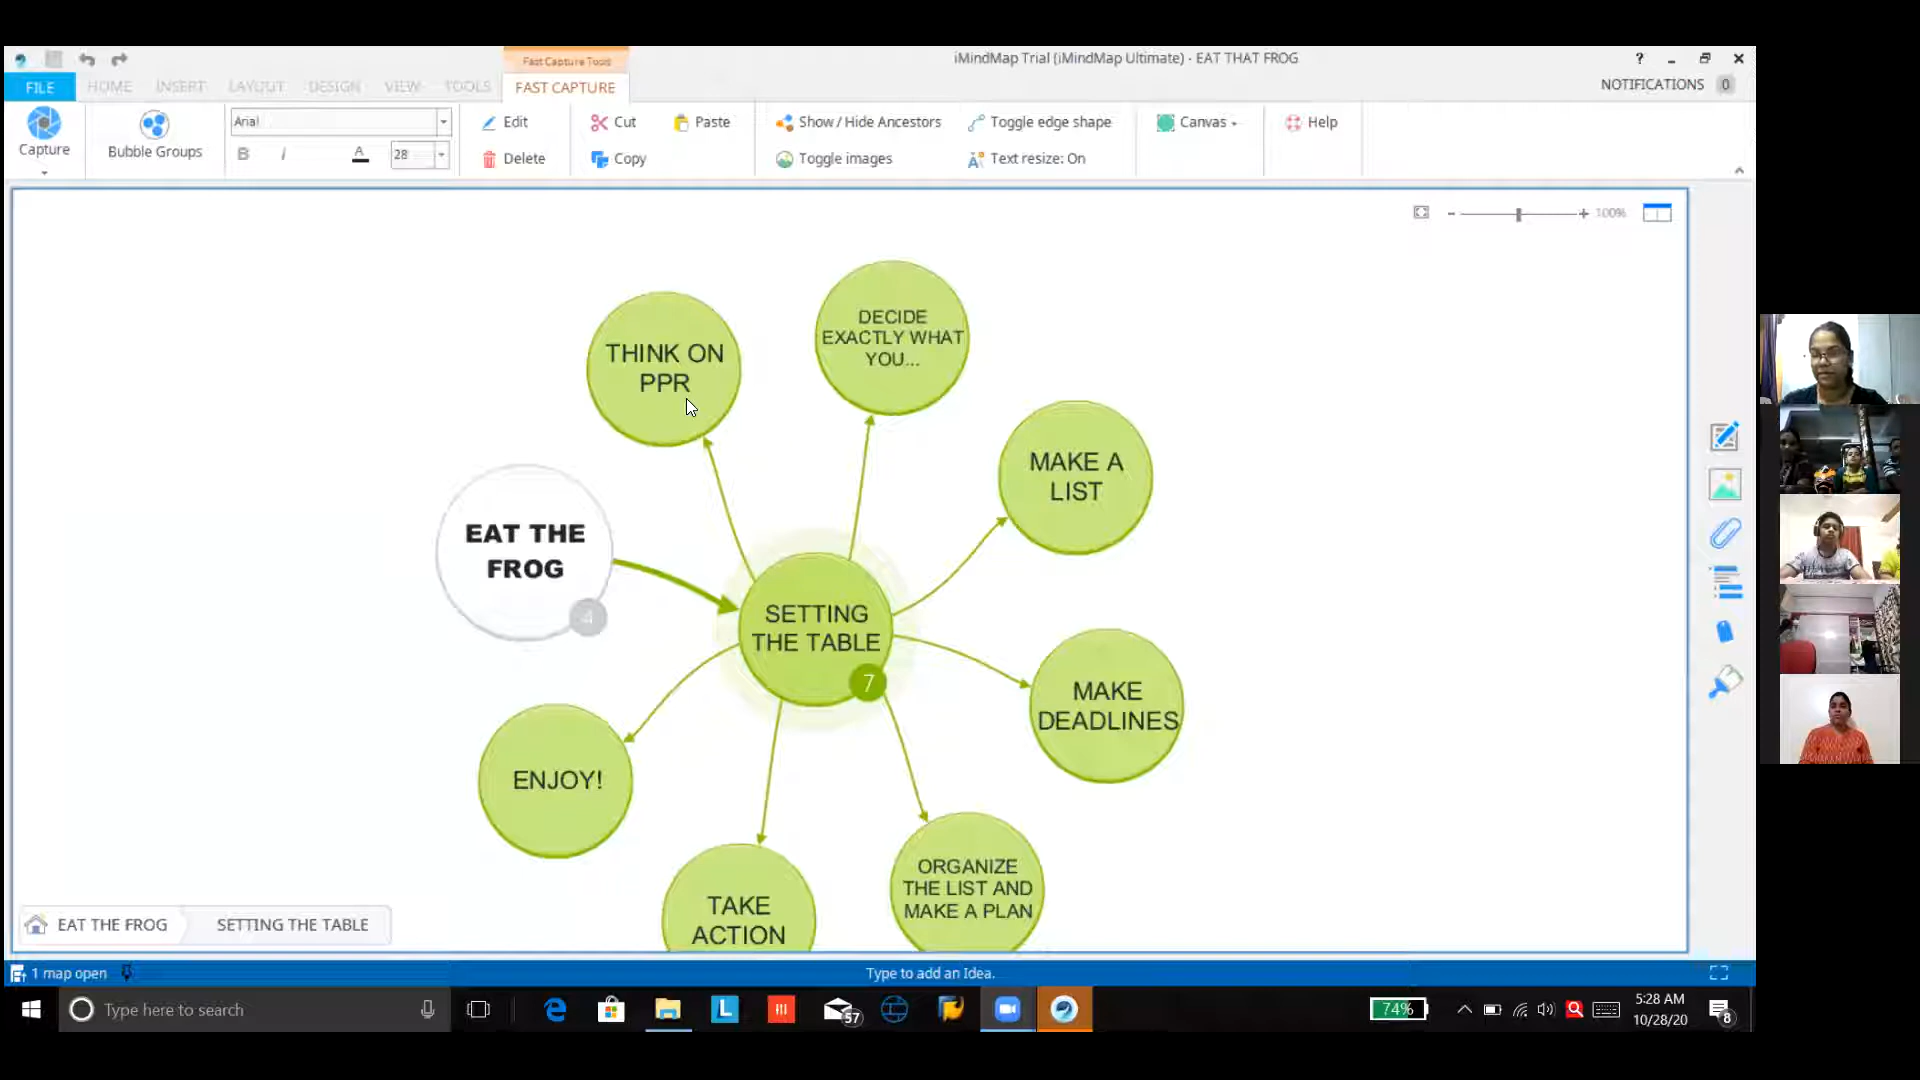 Fast Capture Tools
iMindMap Trial (iMindMap Ultimate) - EAT THAT FROG
?
FILE
HOME
INSERT
LAYOUT
DESIGN
VIEW
TOOLS
FAST CAPTURE
NOTIFICATIONS 0
Capture
Bubble Groups
Arial
B
i
A
28
Edit
Delete
Cut
Copy
Paste
Show / Hide Ancestors
Toggle images
Toggle edge shape
Text resize: On
Canvas
Help
100%
THINK ON
PPR
DECIDE
EXACTLY WHAT
YOU...
MAKE A
LIST
EAT THE
FROG
4
SETTING
THE TABLE
7
MAKE
DEADLINES
ENJOY!
TAKE
ACTION
ORGANIZE
THE LIST AND
MAKE A PLAN
EAT THE FROG
SETTING THE TABLE
1 map open
Type to add an Idea.
Type here to search
L
57
74%
5:28 AM
10/28/20
8